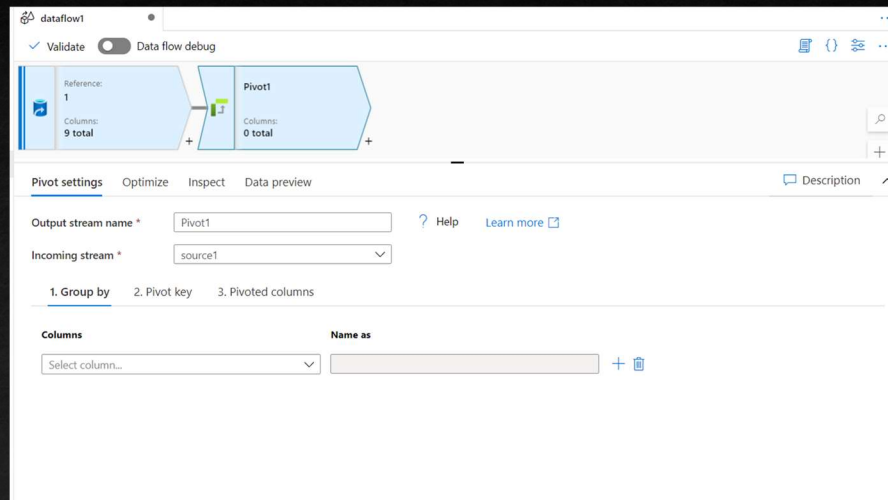 dataflow1
Validate
Data flow debug
Reference:
1
Columns:
9 total
Pivot1
Columns:
0 total
Pivot settings
Optimize
Inspect
Data preview
Description
Output stream name *
Pivot1
Help
Learn more
Incoming stream *
source1
1. Group by
2. Pivot key
3. Pivoted columns
Columns
Name as
Select column...